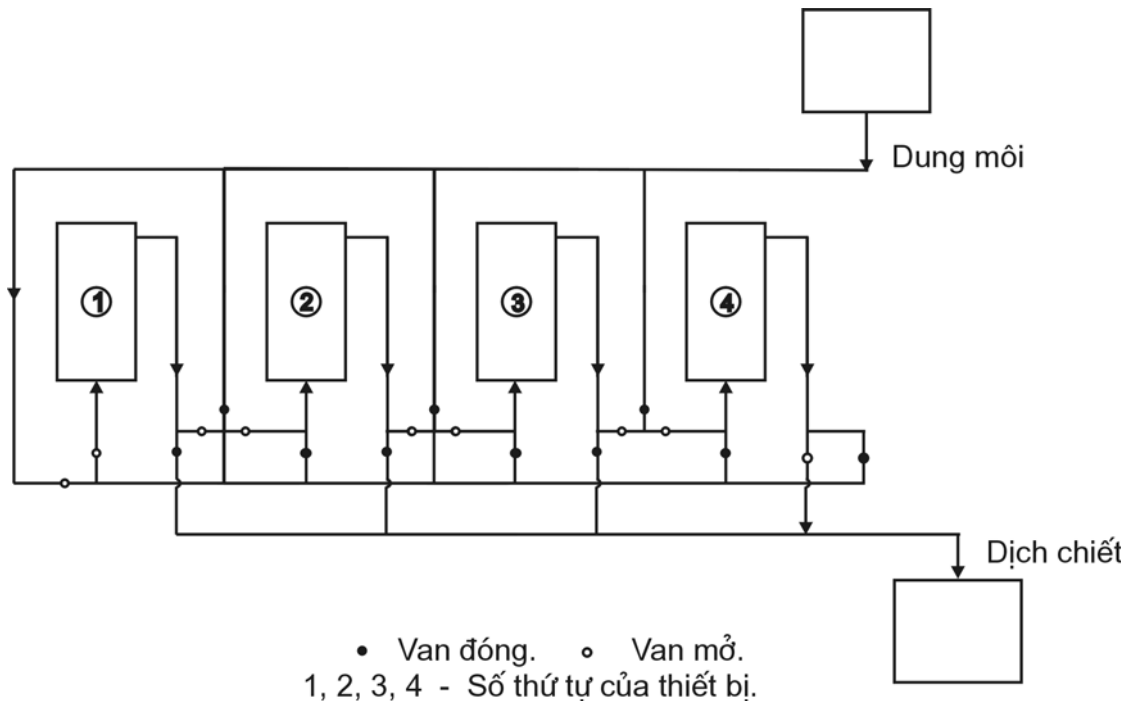 Dung môi
① ② ③ ④
Dịch chiết
• Van đóng. ∘ Van mở.
1, 2, 3, 4 - Số thứ tự của thiết bị.